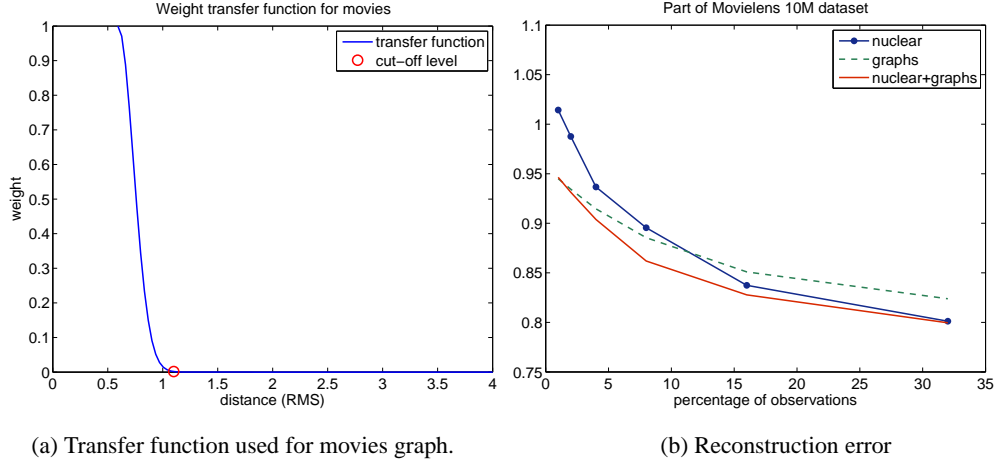 Weight transfer function for movies
1
0.9
0.8
0.7
0.6
0.5
0.4
0.3
0.2
0.1
0
weight
transfer function
cut−off level
0 0.5 1 1.5 2 2.5 3 3.5 4
distance (RMS)
(a) Transfer function used for movies graph.
Part of Movielens 10M dataset
1.1
1.05
1
0.95
0.9
0.85
0.8
0.75
nuclear
graphs
nuclear+graphs
0 5 10 15 20 25 30 35
percentage of observations
(b) Reconstruction error